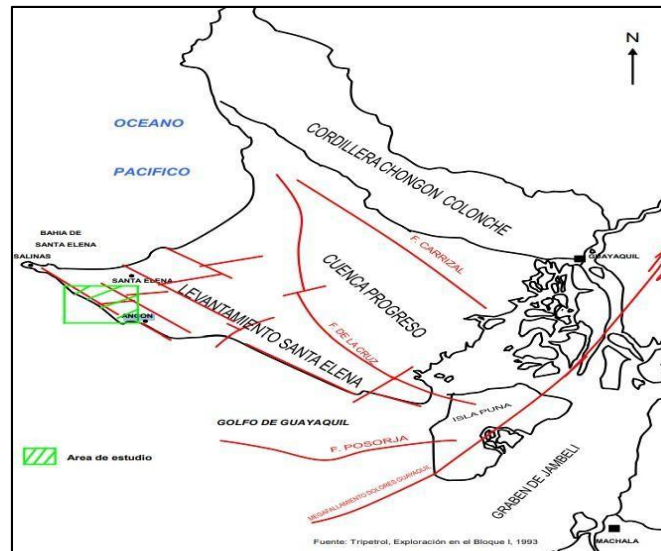 N
OCEANO
PACIFICO
CORDILLERA CHONGON COLONCHE
BAHIA DE
SANTA ELENA
SALINAS
SANTA ELENA
ANCON
F. CARRIZAL
GUAYAQUIL
CUENCA PROGRESO
LEVANTAMIENTO SANTA ELENA
F. DE LA CRUZ
ISLA PUNA
GOLFO DE GUAYAQUIL
F. POSORJA
Area de estudio
MEGAFALLAMIENTO DOLORES GUAYAQUIL
GRABEN DE JAMBELI
Fuente: Tripetrol, Exploración en el Bloque I, 1993
MACHALA